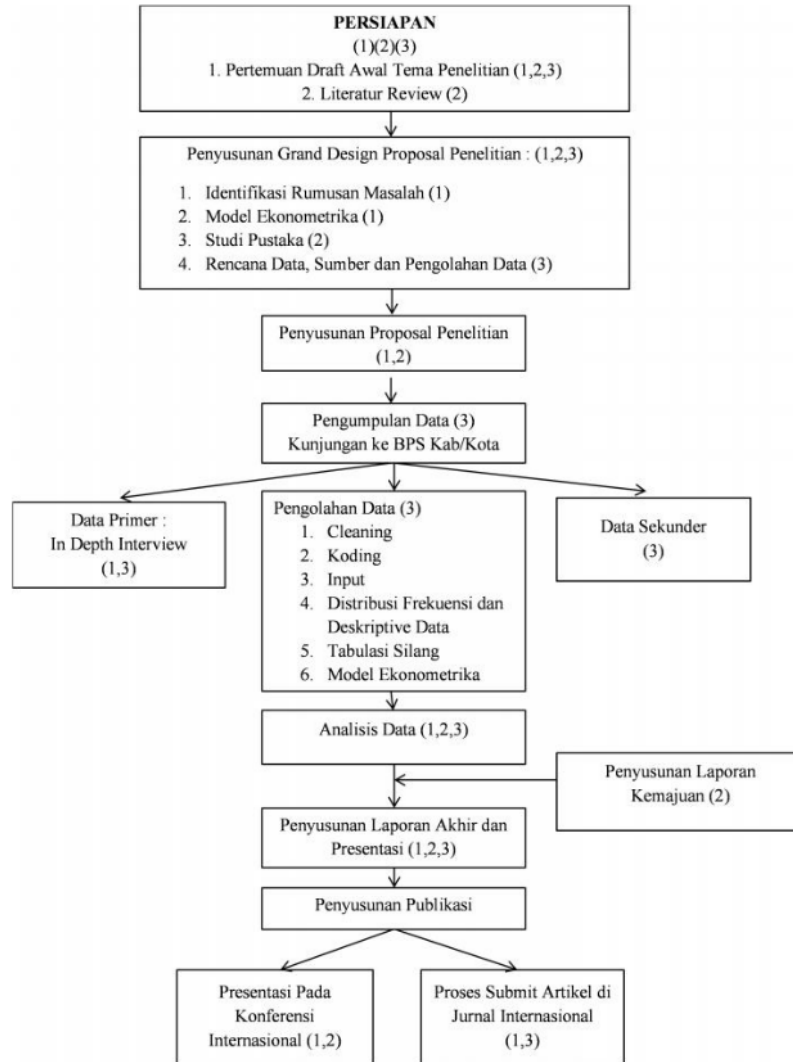 PERSIAPAN
(1)(2)(3)
1. Pertemuan Draft Awal Tema Penelitian (1,2,3)
2. Literatur Review (2)
Penyusunan Grand Design Proposal Penelitian : (1,2,3)
1. Identifikasi Rumusan Masalah (1)
2. Model Ekonometrika (1)
3. Studi Pustaka (2)
4. Rencana Data, Sumber dan Pengolahan Data (3)
Penyusunan Proposal Penelitian
(1,2)
Pengumpulan Data (3)
Kunjungan ke BPS Kab/Kota
Data Primer :
In Depth Interview
(1,3)
Pengolahan Data (3)
1. Cleaning
2. Koding
3. Input
4. Distribusi Frekuensi dan
Deskriptive Data
5. Tabulasi Silang
6. Model Ekonometrika
Data Sekunder
(3)
Analisis Data (1,2,3)
Penyusunan Laporan
Kemajuan (2)
Penyusunan Laporan Akhir dan
Presentasi (1,2,3)
Penyusunan Publikasi
Presentasi Pada
Konferensi
Internasional (1,2)
Proses Submit Artikel di
Jurnal Internasional
(1,3)